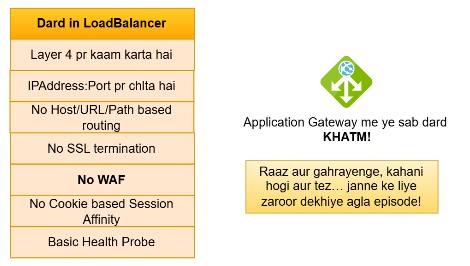 Dard in LoadBalancer
Layer 4 pr kaam karta hai
IPAddress:Port pr chlta hai
No Host/URL/Path based
routing
No SSL termination
No WAF
No Cookie based Session
Affinity
Basic Health Probe
Application Gateway me ye sab dard
KHATM!
Raaz aur gahrayenge, kahani
hogi aur tez... janne ke liye
zaroor dekhiye agla episode!